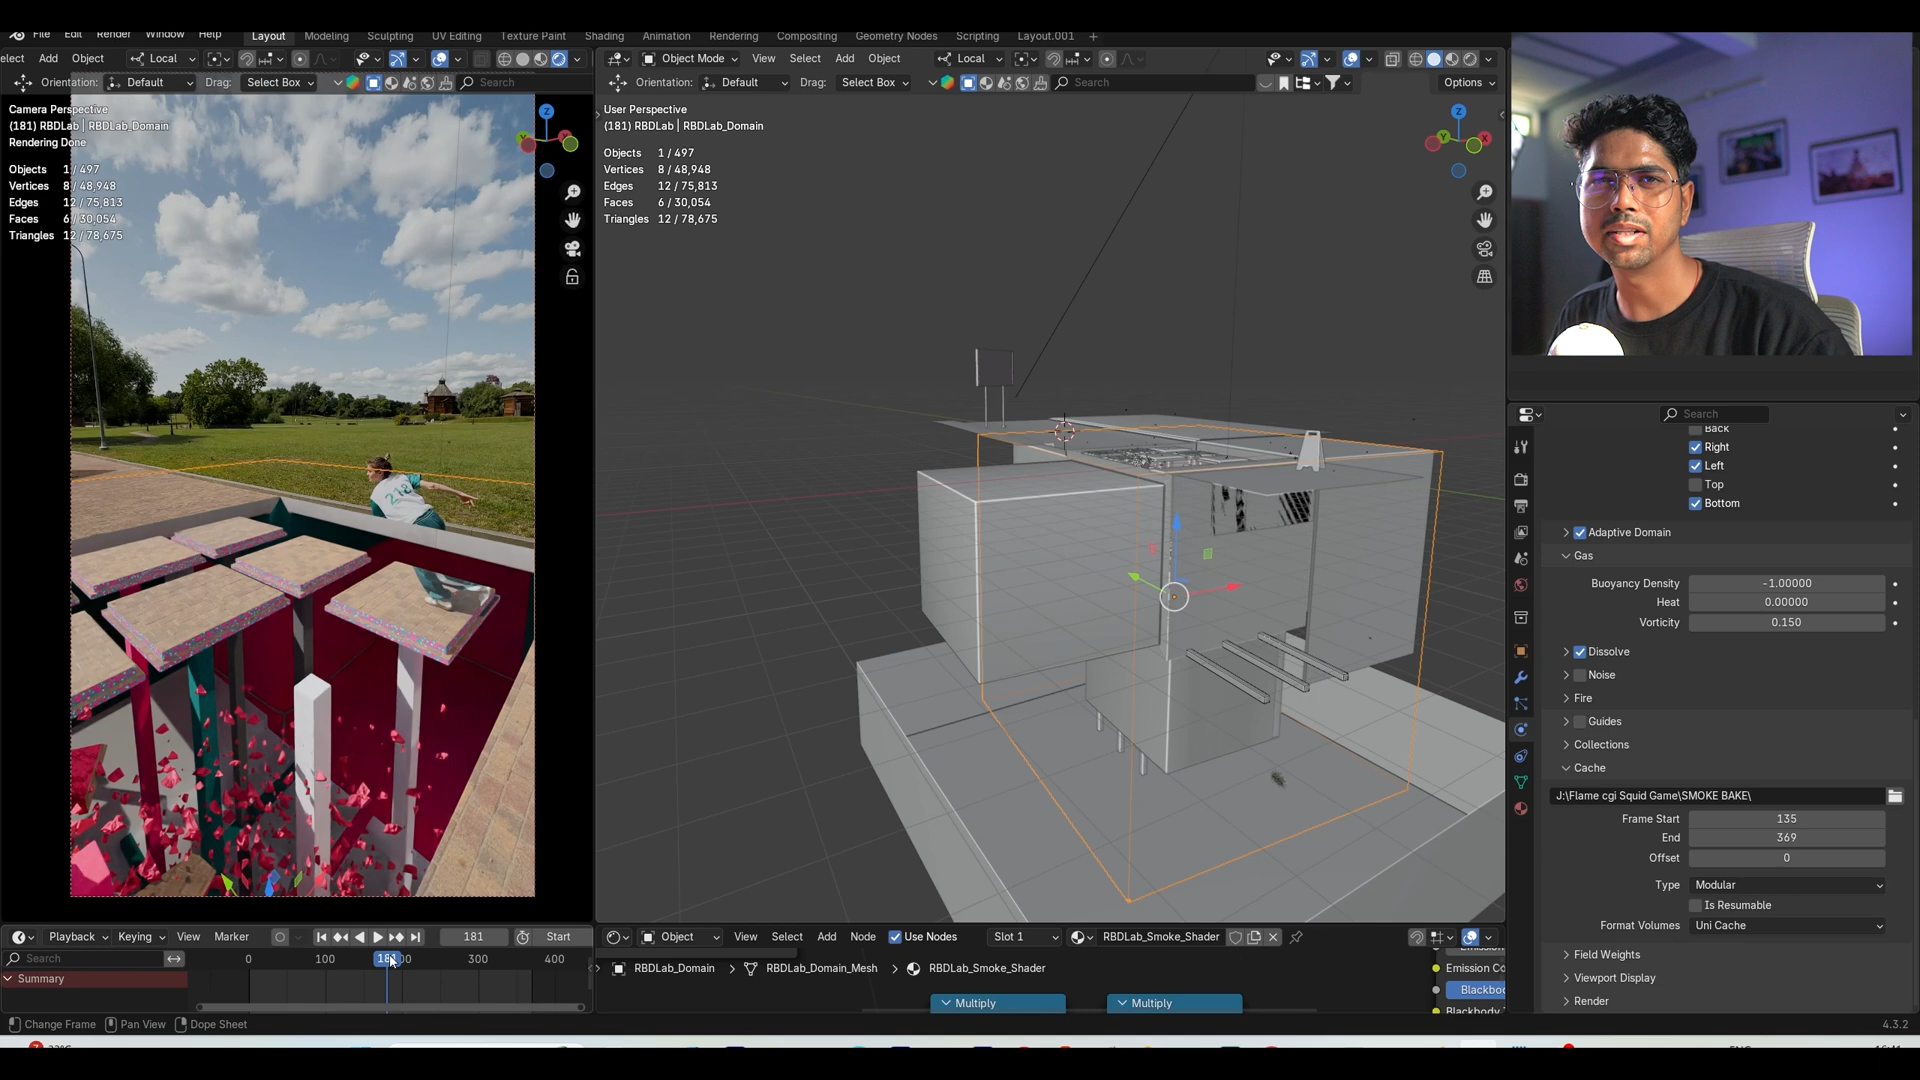 File Edit Render Window Help Layout Modeling Sculpting UV Editing Texture Paint Shading Animation Rendering Compositing Geometry Nodes Scripting Layout.001 +
elect Add Object Local
Object Mode View Select Add Object Local
Orientation: Default Drag: Select Box Search
Orientation: Default Drag: Select Box Search Options
Camera Perspective
(181) RBDLab | RBDLab_Domain
Rendering Done
Objects 1 / 497
Vertices 8 / 48,948
Edges 12 / 75,813
Faces 6 / 30,054
Triangles 12 / 78,675
Z
User Perspective
(181) RBDLab | RBDLab_Domain
Objects 1 / 497
Vertices 8 / 48,948
Edges 12 / 75,813
Faces 6 / 30,054
Triangles 12 / 78,675
Z
Y
X
218
Search
Back
Right
Left
Top
Bottom
Adaptive Domain
Gas
Buoyancy Density -1.00000
Heat 0.00000
Vorticity 0.150
Dissolve
Noise
Fire
Guides
Collections
Cache
J:\Flame cgi Squid Game\SMOKE BAKE\
Frame Start 135
End 369
Offset 0
Type Modular
Is Resumable
Format Volumes Uni Cache
Field Weights
Viewport Display
Render
Playback Keying View Marker 181 Start
Search 0 100 300 400
Summary
Object View Select Add Node Use Nodes Slot 1 RBDLab_Smoke_Shader
RBDLab_Domain RBDLab_Domain_Mesh RBDLab_Smoke_Shader
Multiply Multiply
Emission Co
Blackboo
Change Frame Pan View Dope Sheet 4.3.2